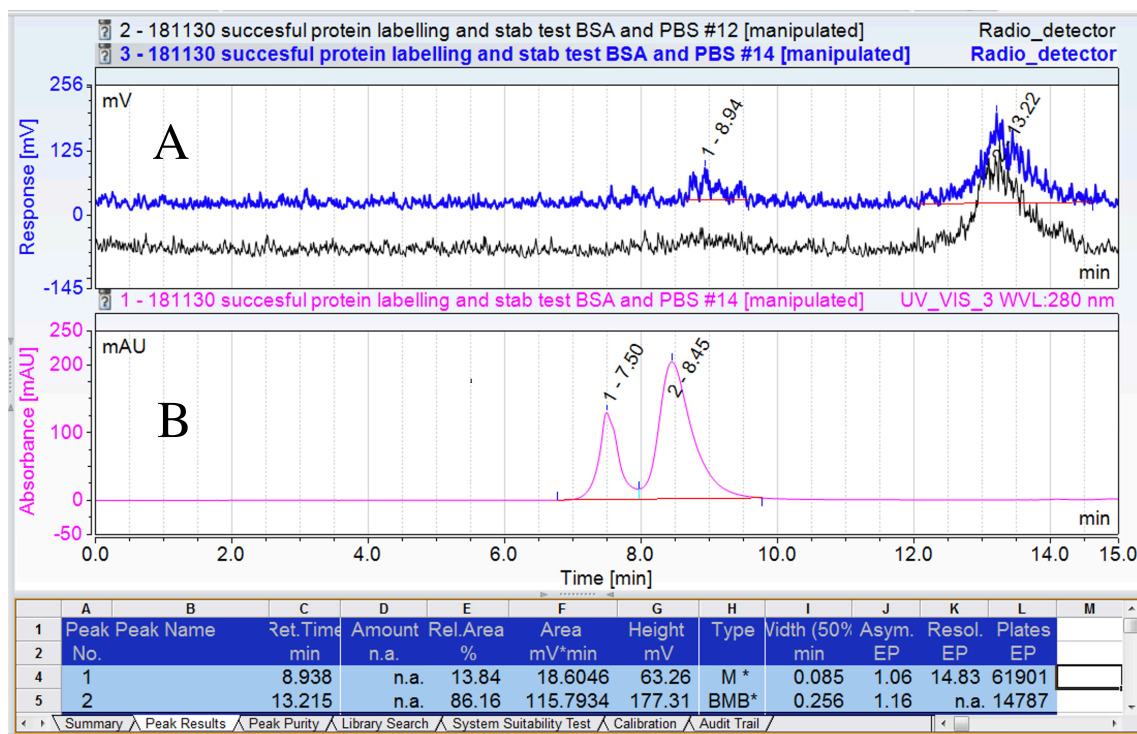 2 - 181130 succesful protein labelling and stab test BSA and PBS #12 [manipulated] Radio_detector
3 - 181130 succesful protein labelling and stab test BSA and PBS #14 [manipulated] Radio_detector
256
mV
A
1 - 8.94
13.22
125
0
-145
Response [mV]
min
1 - 181130 succesful protein labelling and stab test BSA and PBS #14 [manipulated] UV_VIS_3 WVL:280 nm
250
mAU
200
1 - 7.50
2 - 8.45
B
100
0
-50
Absorbance [mAU]
min
0.0 2.0 4.0 6.0 8.0 10.0 12.0 14.0 15.0
Time [min]
A B C D E F G H I J K L M
1 Peak Peak Name Ret.Time Amount Rel.Area Area Height Type Width (50% Asym. Resol. Plates
2 No. min n.a. % mV*min mV min EP EP EP
4 1 8.938 n.a. 13.84 18.6046 63.26 M * 0.085 1.06 14.83 61901
5 2 13.215 n.a. 86.16 115.7934 177.31 BMB* 0.256 1.16 n.a. 14787
Summary Peak Results Peak Purity Library Search System Suitability Test Calibration Audit Trail